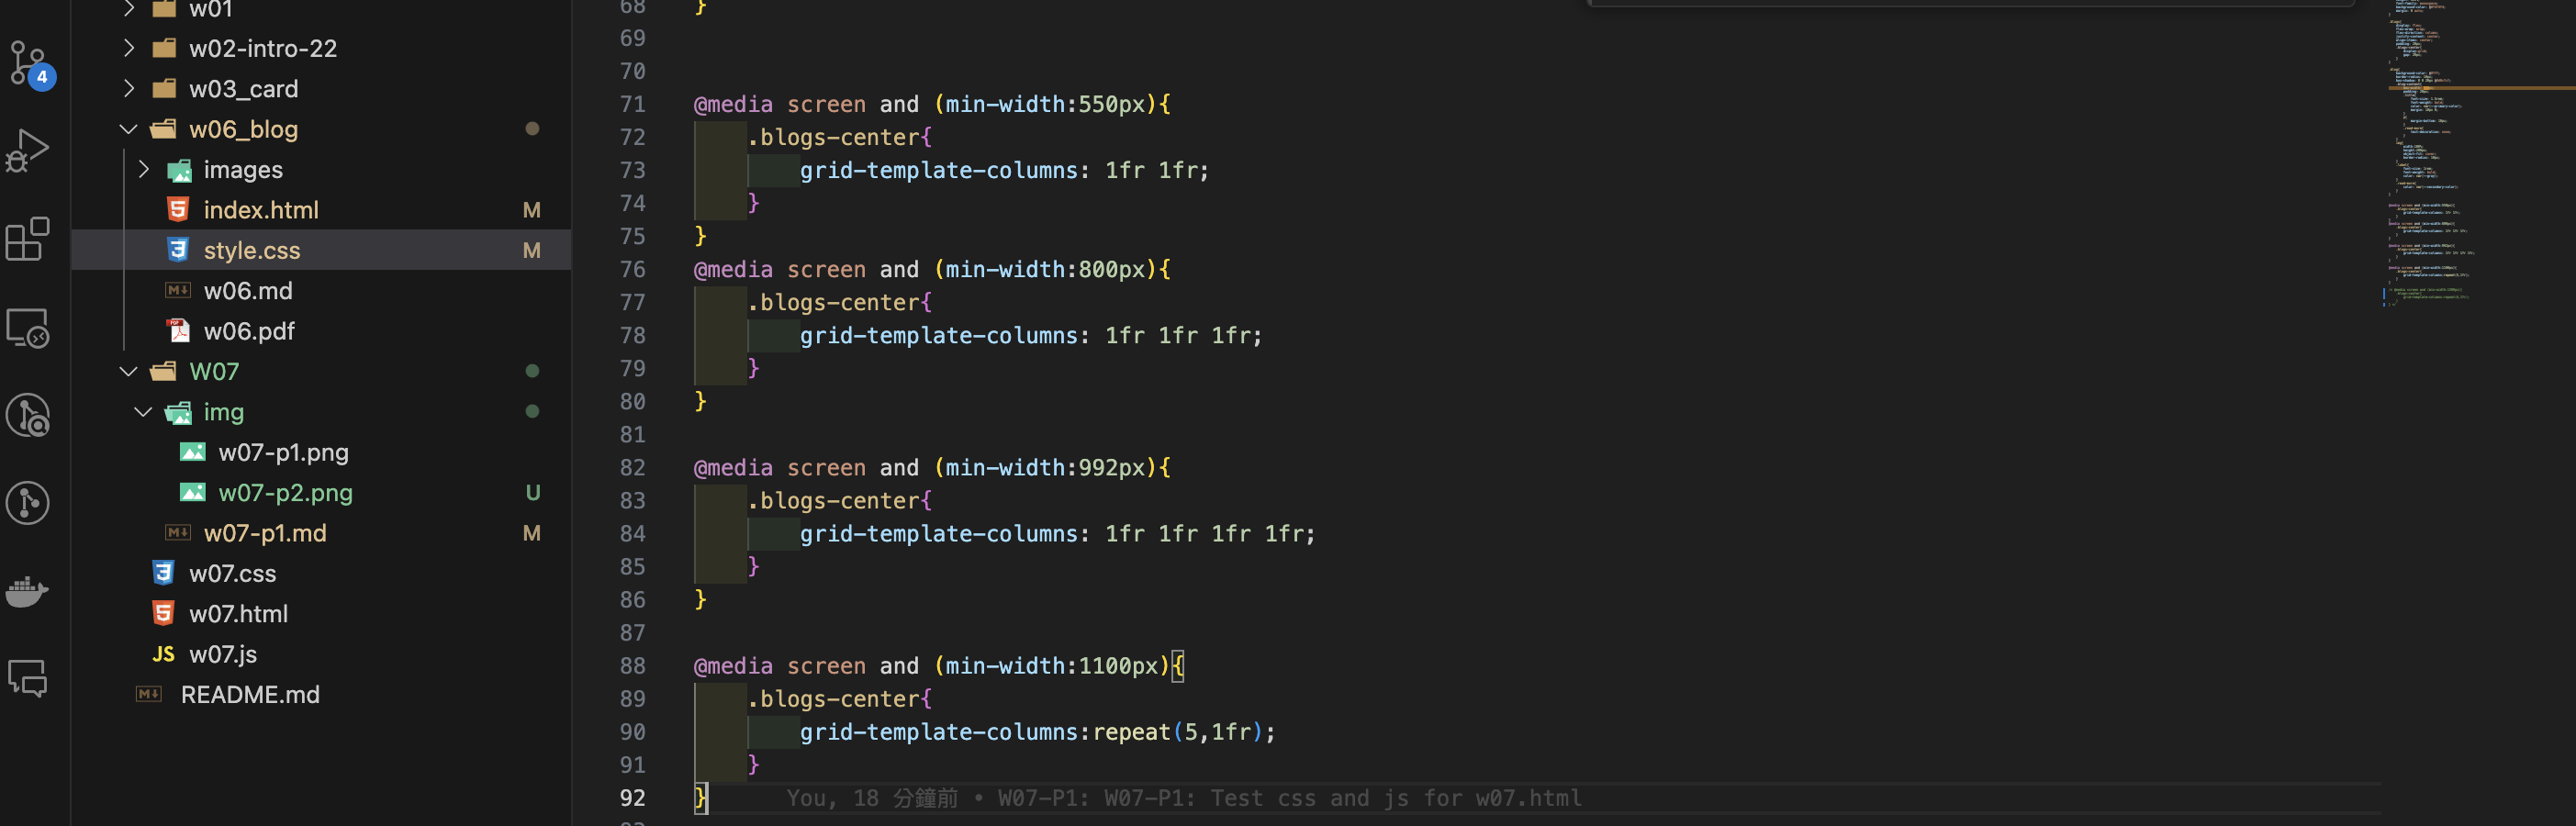 4
w01
w02-intro-22
w03_card
w06_blog
images
index.html M
style.css M
w06.md
w06.pdf
W07
img
w07-p1.png
w07-p2.png U
w07-p1.md M
w07.css
w07.html
JS w07.js
README.md
68 }
69
70
71 @media screen and (min-width:550px){
72 .blogs-center{
73 grid-template-columns: 1fr 1fr;
74 }
75 }
76 @media screen and (min-width:800px){
77 .blogs-center{
78 grid-template-columns: 1fr 1fr 1fr;
79 }
80 }
81
82 @media screen and (min-width:992px){
83 .blogs-center{
84 grid-template-columns: 1fr 1fr 1fr 1fr;
85 }
86 }
87
88 @media screen and (min-width:1100px){
89 .blogs-center{
90 grid-template-columns:repeat(5,1fr);
91 }
92 } You, 18 分鐘前 • W07-P1: W07-P1: Test css and js for w07.html